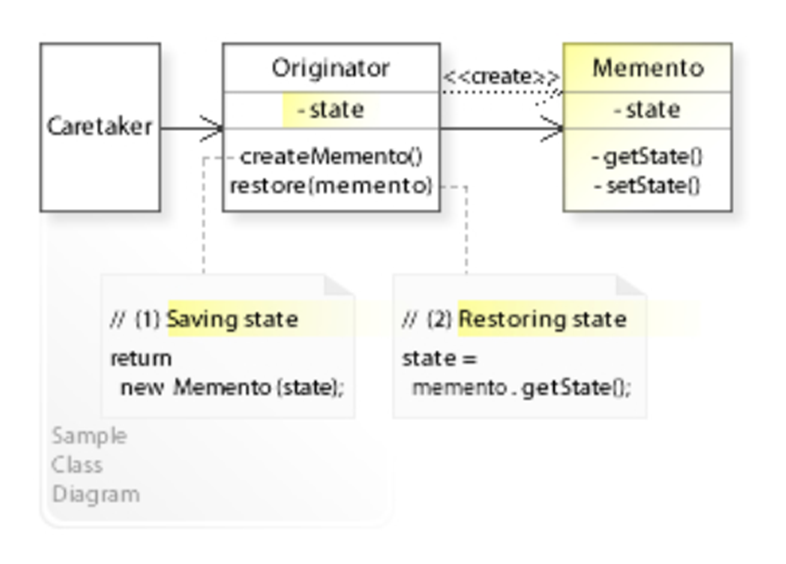 Caretaker
Originator
- state
createMemento()
restore(memento)
<<create>>
Memento
- state
- getState()
- setState()
// (1) Saving state
return
new Memento (state);
// (2) Restoring state
state =
memento . getState();
Sample
Class
Diagram